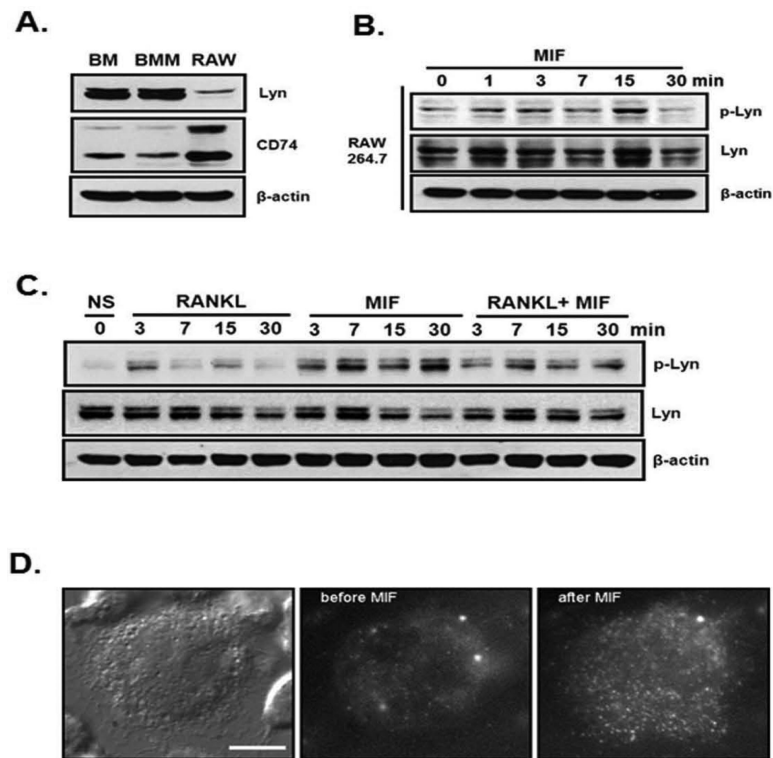 A.
BM BMM RAW
Lyn
CD74
β-actin
B.
MIF
0 1 3 7 15 30 min
p-Lyn
RAW
264.7
Lyn
β-actin
C.
NS RANKL MIF RANKL+ MIF
0 3 7 15 30 3 7 15 30 3 7 15 30 min
p-Lyn
Lyn
β-actin
D.
before MIF
after MIF